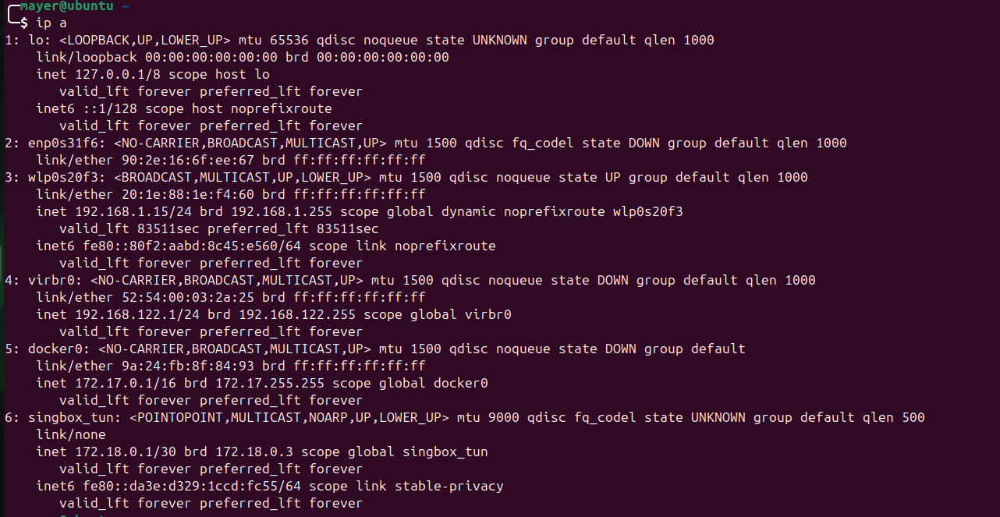 mayer@ubuntu ~
$ ip a
1: lo: <LOOPBACK,UP,LOWER_UP> mtu 65536 qdisc noqueue state UNKNOWN group default qlen 1000
    link/loopback 00:00:00:00:00:00 brd 00:00:00:00:00:00
    inet 127.0.0.1/8 scope host lo
       valid_lft forever preferred_lft forever
    inet6 ::1/128 scope host noprefixroute
       valid_lft forever preferred_lft forever
2: enp0s31f6: <NO-CARRIER,BROADCAST,MULTICAST,UP> mtu 1500 qdisc fq_codel state DOWN group default qlen 1000
    link/ether 90:2e:16:6f:ee:67 brd ff:ff:ff:ff:ff:ff
3: wlp0s20f3: <BROADCAST,MULTICAST,UP,LOWER_UP> mtu 1500 qdisc noqueue state UP group default qlen 1000
    link/ether 20:1e:88:1e:f4:60 brd ff:ff:ff:ff:ff:ff
    inet 192.168.1.15/24 brd 192.168.1.255 scope global dynamic noprefixroute wlp0s20f3
       valid_lft 83511sec preferred_lft 83511sec
    inet6 fe80::80f2:aabd:8c45:e560/64 scope link noprefixroute
       valid_lft forever preferred_lft forever
4: virbr0: <NO-CARRIER,BROADCAST,MULTICAST,UP> mtu 1500 qdisc noqueue state DOWN group default qlen 1000
    link/ether 52:54:00:03:2a:25 brd ff:ff:ff:ff:ff:ff
    inet 192.168.122.1/24 brd 192.168.122.255 scope global virbr0
       valid_lft forever preferred_lft forever
5: docker0: <NO-CARRIER,BROADCAST,MULTICAST,UP> mtu 1500 qdisc noqueue state DOWN group default
    link/ether 9a:24:fb:8f:84:93 brd ff:ff:ff:ff:ff:ff
    inet 172.17.0.1/16 brd 172.17.255.255 scope global docker0
       valid_lft forever preferred_lft forever
6: singbox_tun: <POINTOPOINT,MULTICAST,NOARP,UP,LOWER_UP> mtu 9000 qdisc fq_codel state UNKNOWN group default qlen 500
    link/none
    inet 172.18.0.1/30 brd 172.18.0.3 scope global singbox_tun
       valid_lft forever preferred_lft forever
    inet6 fe80::da3e:d329:1ccd:fc55/64 scope link stable-privacy
       valid_lft forever preferred_lft forever